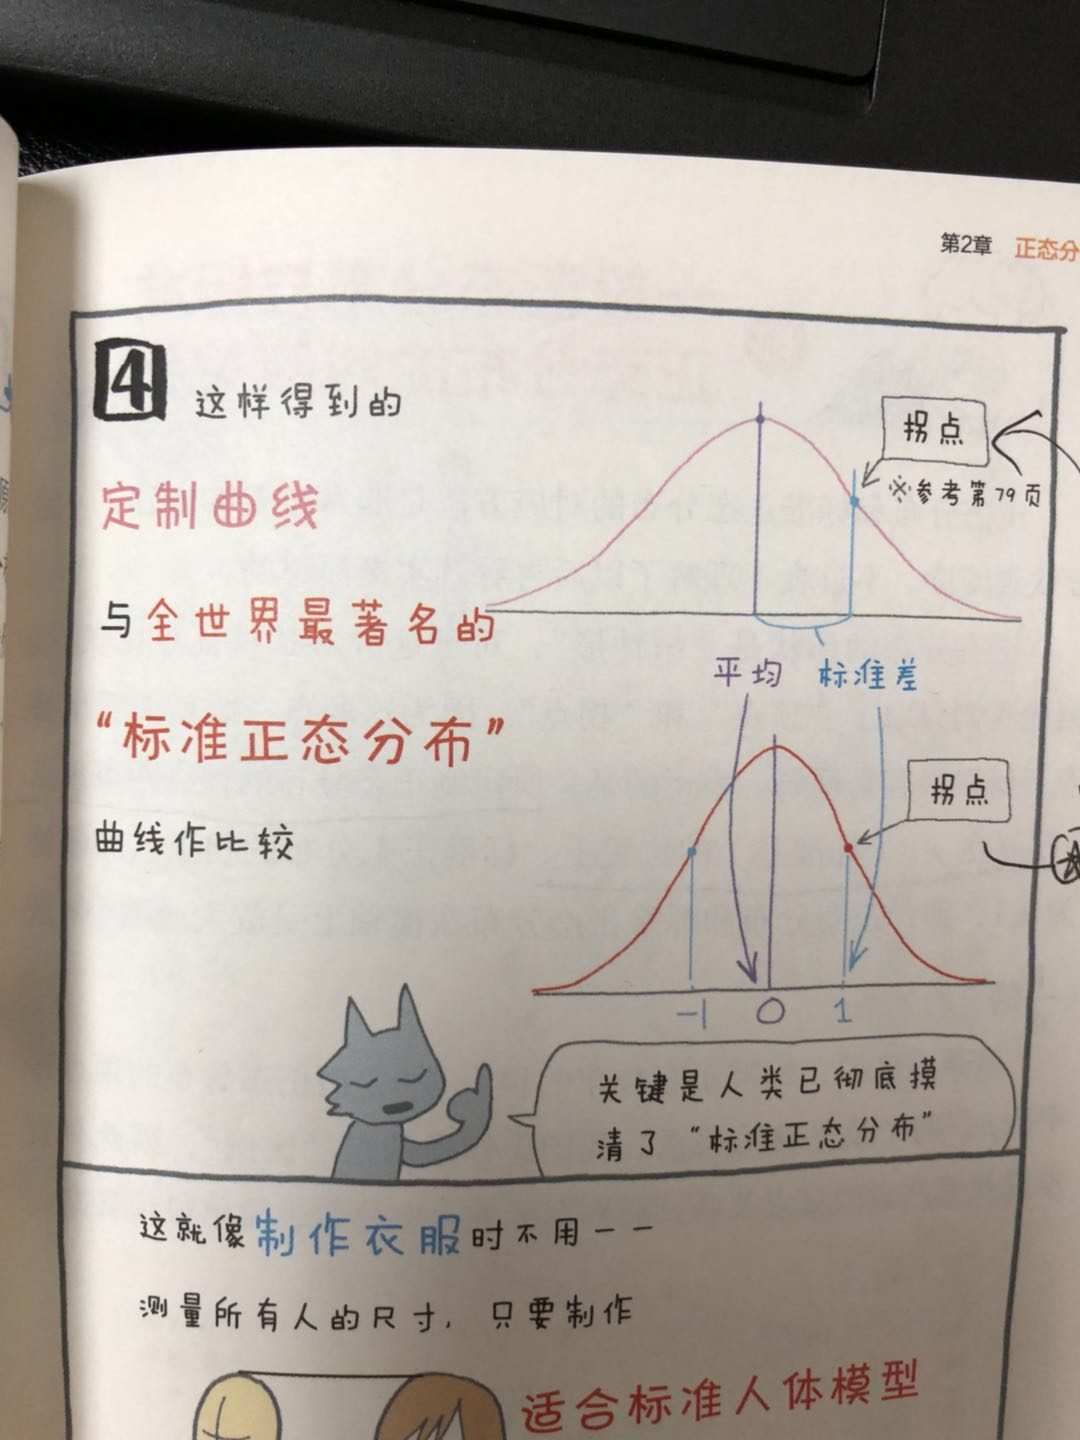 第2章 正态分
4 这样得到的
定制曲线
与全世界最著名的
“标准正态分布”
曲线作比较
拐点
※参考第79页
平均 标准差
拐点
-1 0 1
关键是人类已彻底摸
清了“标准正态分布”
这就像制作衣服时不用一一
测量所有人的尺寸，只要制作
适合标准人体模型